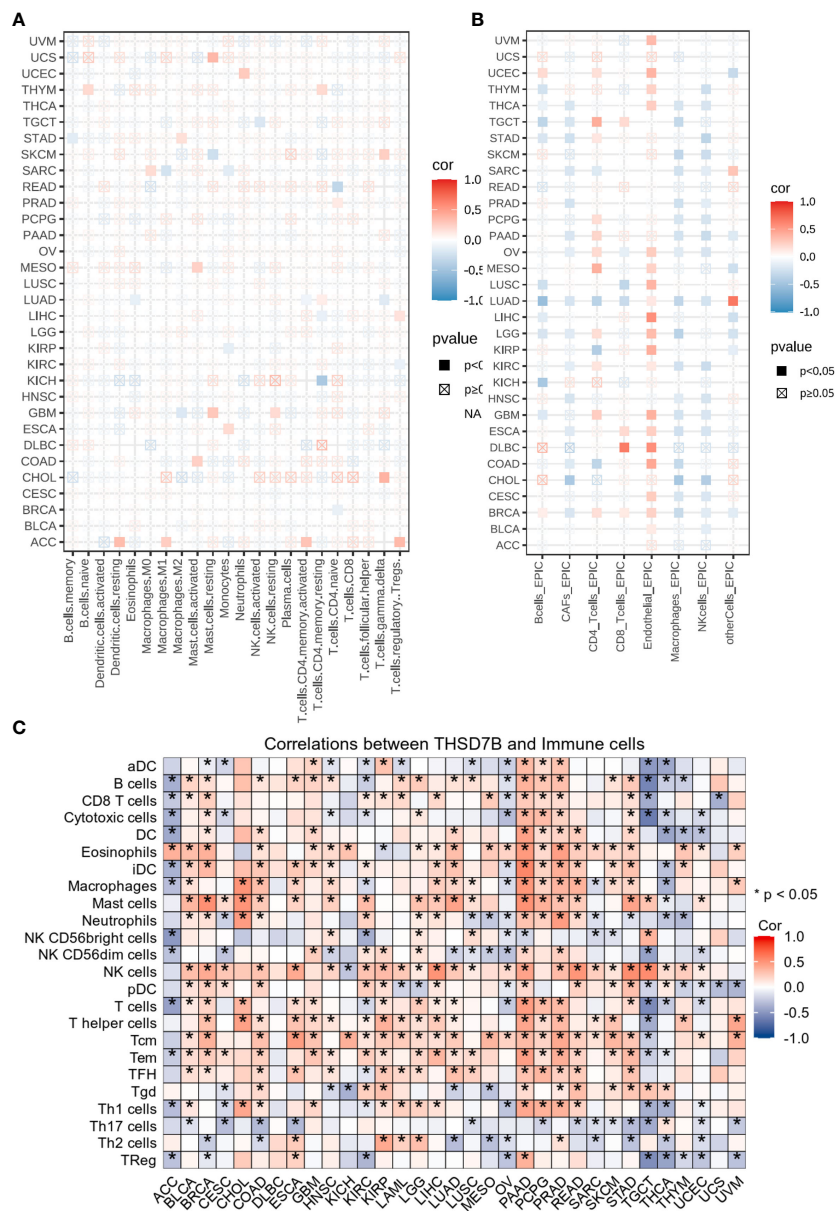 A
UVM
UCS
UCEC
THYM
THCA
TGCT
STAD
SKCM
SARC
READ
PRAD
PCPG
PAAD
OV
MESO
LUSC
LUAD
LIHC
LGG
KIRP
KIRC
KICH
HNSC
GBM
ESCA
DLBC
COAD
CHOL
CESC
BRCA
BLCA
ACC
B.cells.memory
B.cells.naive
Dendritic.cells.activated
Dendritic.cells.resting
Eosinophils
Macrophages.M0
Macrophages.M1
Macrophages.M2
Mast.cells.activated
Mast.cells.resting
Monocytes
Neutrophils
NK.cells.activated
NK.cells.resting
Plasma.cells
T.cells.CD4.memory.activated
T.cells.CD4.memory.resting
T.cells.CD4.naive
T.cells.CD8
T.cells.follicular.helper
T.cells.gamma.delta
T.cells.regulatory..Tregs.
cor
1.0
0.5
0.0
-0.5
-1.0
pvalue
p<0
p≥0
NA
B
UVM
UCS
UCEC
THYM
THCA
TGCT
STAD
SKCM
SARC
READ
PRAD
PCPG
PAAD
OV
MESO
LUSC
LUAD
LIHC
LGG
KIRP
KIRC
KICH
HNSC
GBM
ESCA
DLBC
COAD
CHOL
CESC
BRCA
BLCA
ACC
Bcells_EPIC
CAFs_EPIC
CD4_Tcells_EPIC
CD8_Tcells_EPIC
Endothelial_EPIC
Macrophages_EPIC
NKcells_EPIC
otherCells_EPIC
cor
1.0
0.5
0.0
-0.5
-1.0
pvalue
p<0.05
p≥0.05
C
Correlations between THSD7B and Immune cells
aDC
B cells
CD8 T cells
Cytotoxic cells
DC
Eosinophils
iDC
Macrophages
Mast cells
Neutrophils
NK CD56bright cells
NK CD56dim cells
NK cells
pDC
T cells
T helper cells
Tcm
Tem
TFH
Tgd
Th1 cells
Th17 cells
Th2 cells
TReg
ACC
BLCA
BRCA
CESC
CHOL
COAD
DLBC
ESCA
GBM
HNSC
KICH
KIRC
KIRP
LAML
LGG
LIHC
LUAD
LUSC
MESO
OV
PAAD
PCPG
PRAD
READ
SARC
SKCM
STAD
TGCT
THCA
THYM
UCEC
UCS
UVM
* p < 0.05
Cor
1.0
0.5
0.0
-0.5
-1.0